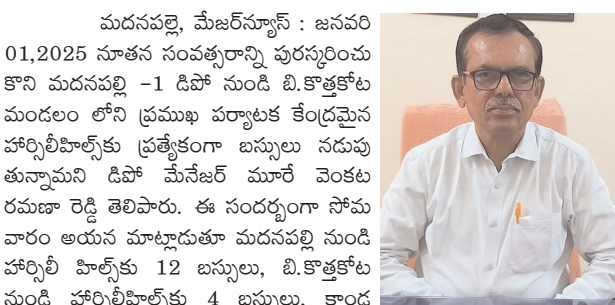 మదనపల్లె, మేజర్‌న్యూస్ : జనవరి
01,2025 నూతన సంవత్సరాన్ని పురస్కరించు
కొని మదనపల్లి -1 డిపో నుండి బి.కొత్తకోట
మండలం లోని ప్రముఖ పర్యాటక కేంద్రమైన
హార్సిలీహిల్స్‌కు ప్రత్యేకంగా బస్సులు నడుపు
తున్నామని డిపో మేనేజర్ మూరే వెంకట
రమణా రెడ్డి తెలిపారు. ఈ సందర్భంగా సోమ
వారం అయన మాట్లాడుతూ మదనపల్లి నుండి
హార్సిలీ హిల్స్‌కు 12 బస్సులు, బి.కొత్తకోట
నుండి హార్సిలీహిల్స్‌కు 4 బస్సులు,